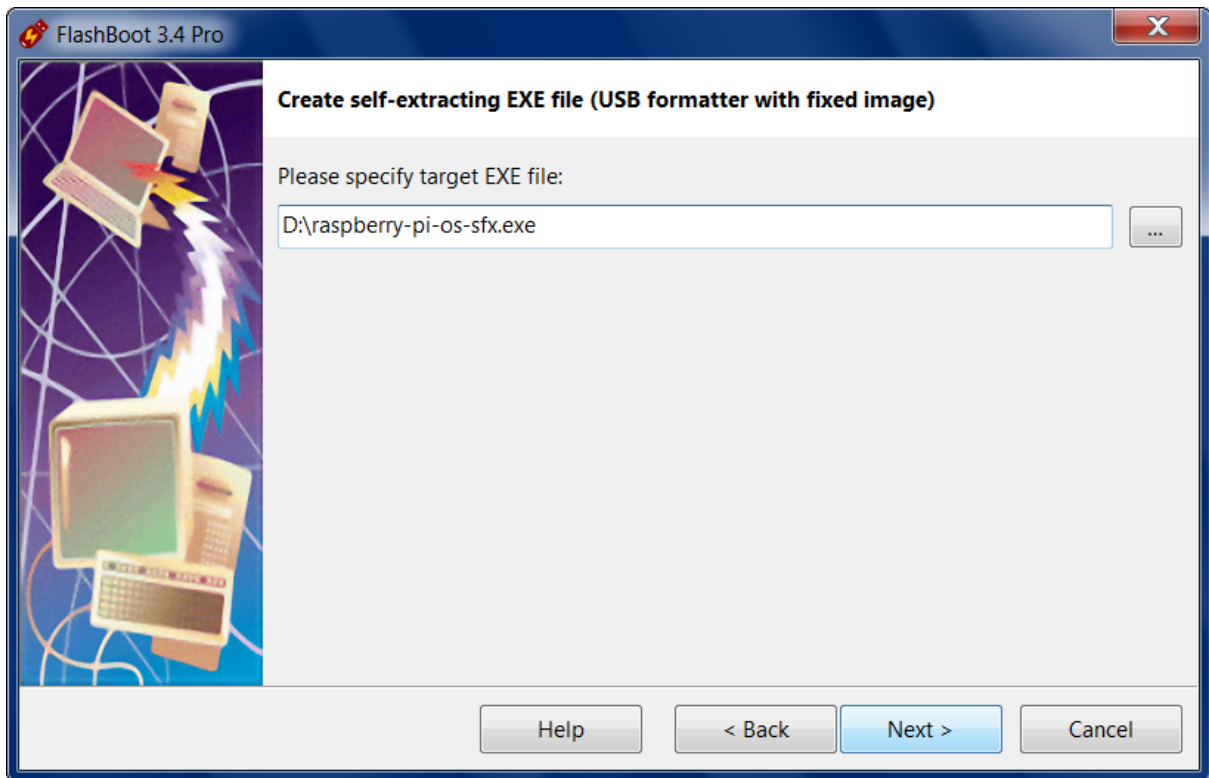 FlashBoot 3.4 Pro
Create self-extracting EXE file (USB formatter with fixed image)
Please specify target EXE file:
D:\raspberry-pi-os-sfx.exe
...
Help
< Back
Next >
Cancel